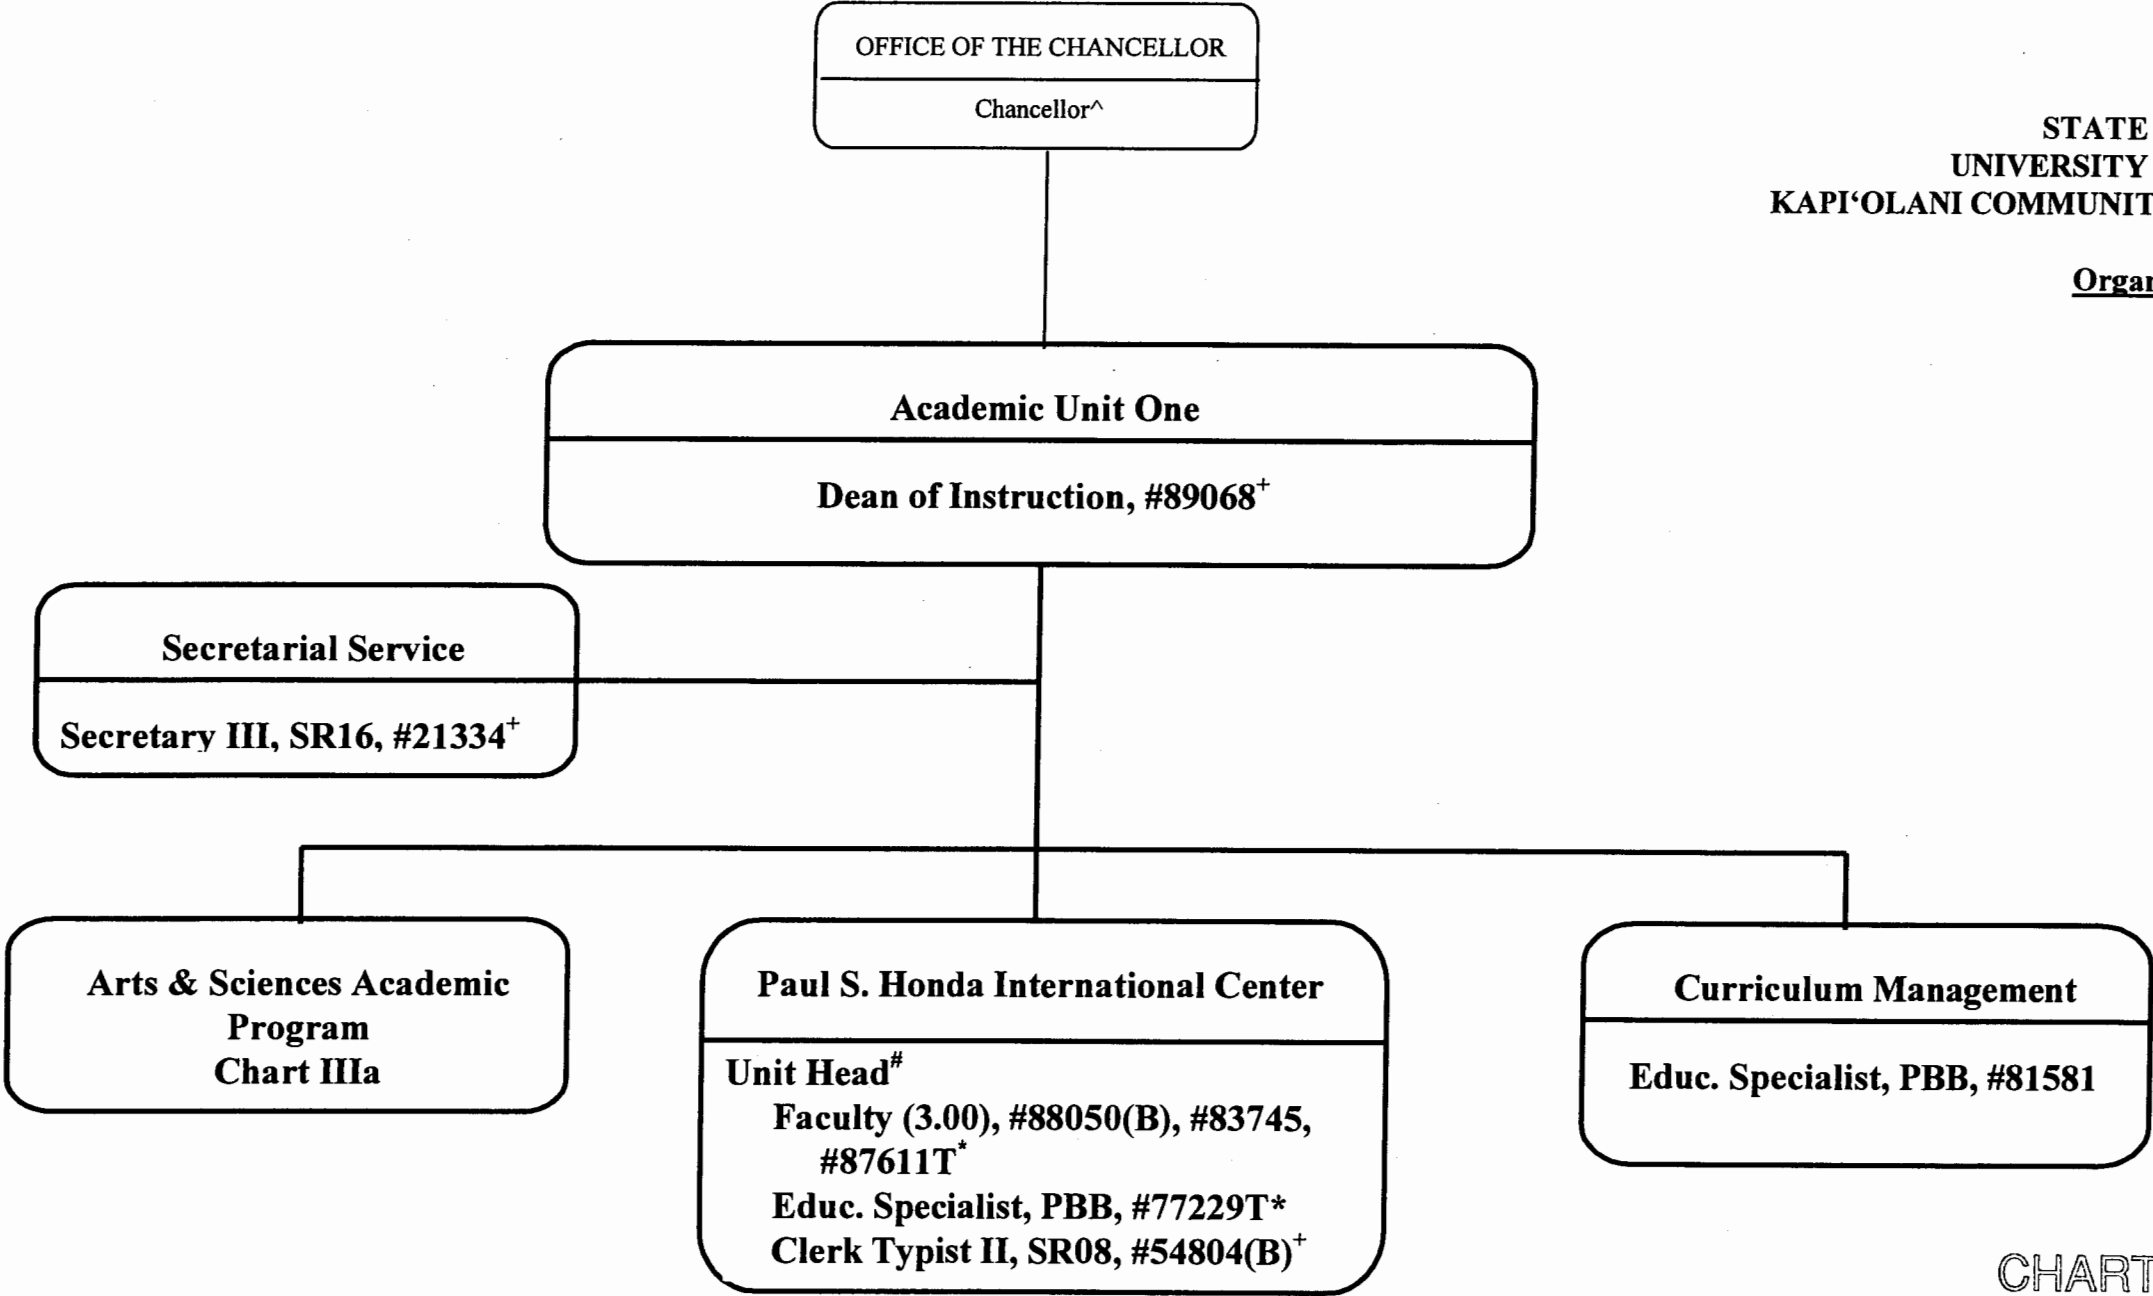 OFFICE OF THE CHANCELLOR
Chancellor^
STATE
UNIVERSITY
KAPI‘OLANI COMMUNIT
Organ
Academic Unit One
Dean of Instruction, #89068+
Secretarial Service
Secretary III, SR16, #21334+
Arts & Sciences Academic
Program
Chart IIIa
Paul S. Honda International Center
Unit Head#
Faculty (3.00), #88050(B), #83745,
#87611T*
Educ. Specialist, PBB, #77229T*
Clerk Typist II, SR08, #54804(B)+
Curriculum Management
Educ. Specialist, PBB, #81581
CHART